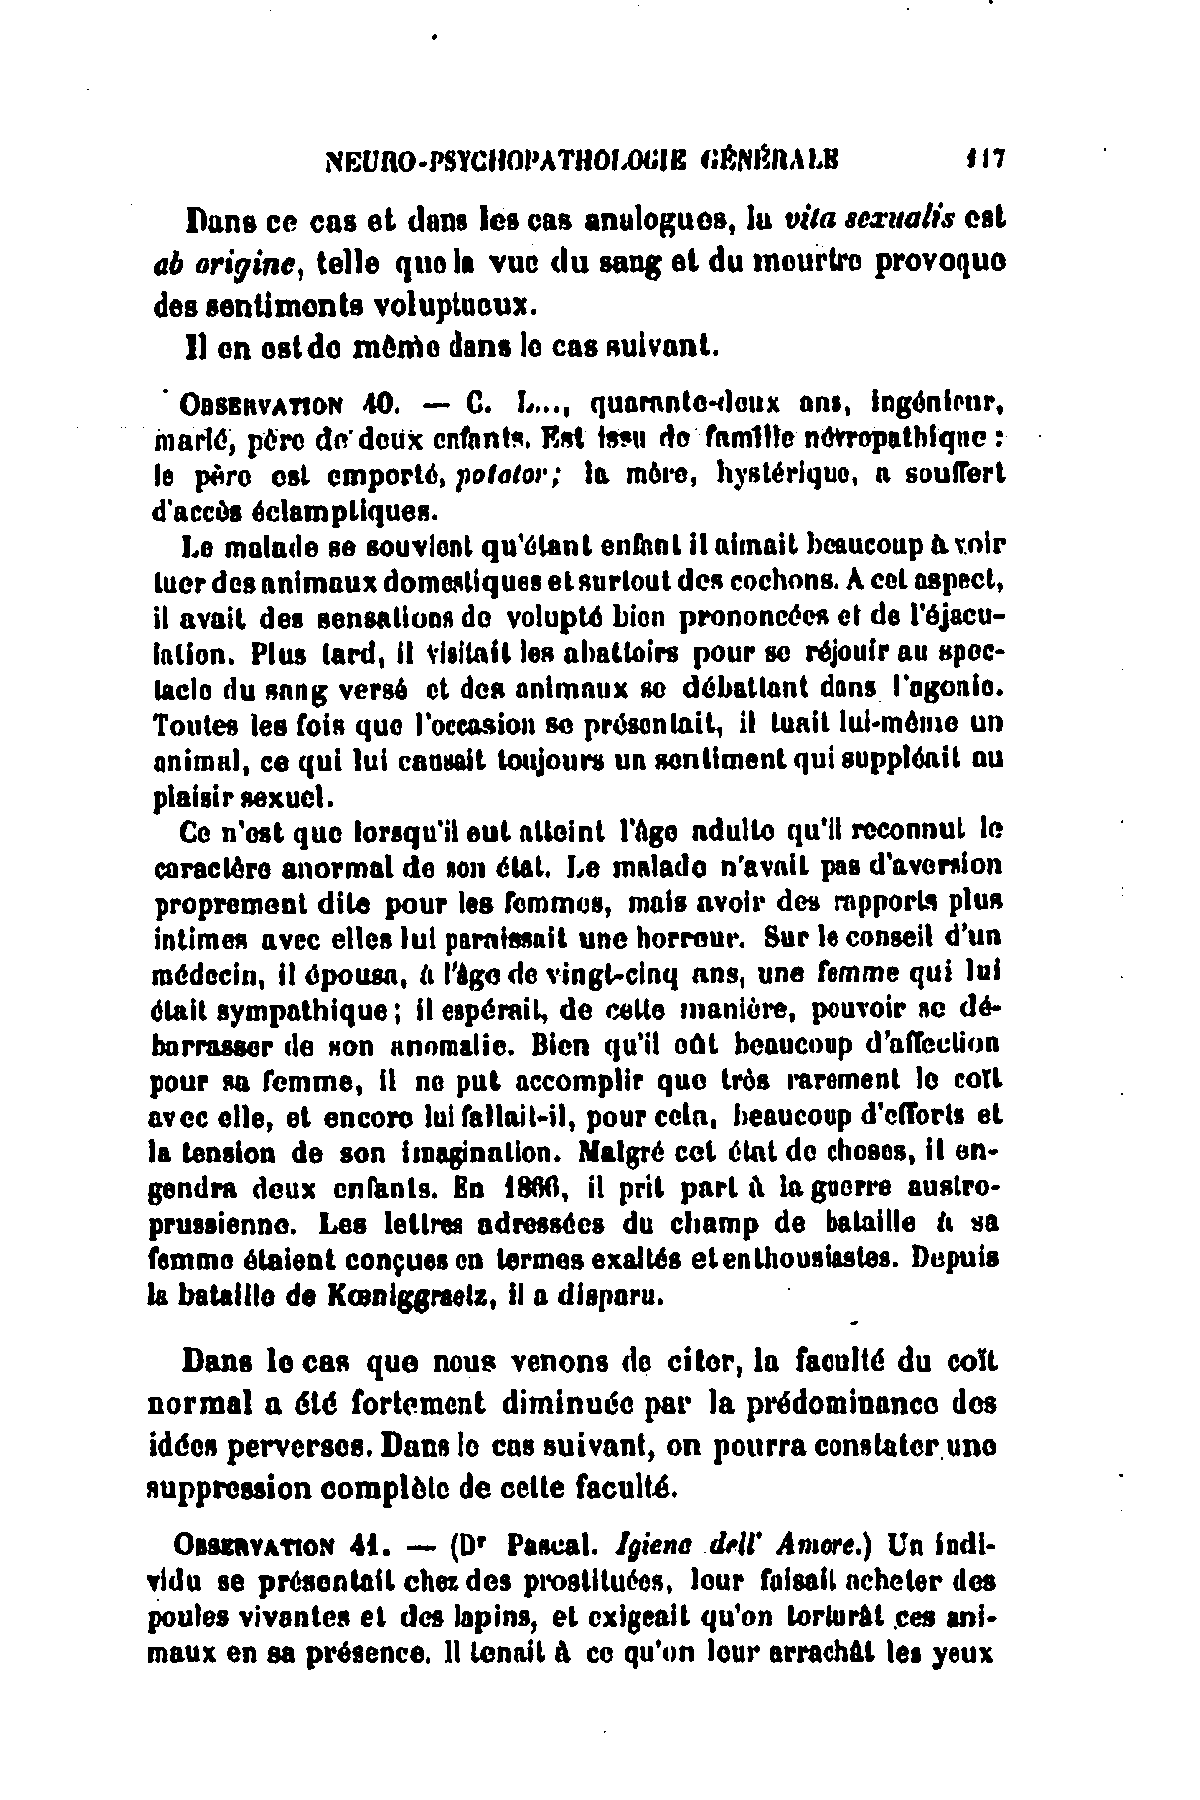 NEURO-PSYCHOPATHOLOGIE GÉNÉRALE 117
Dans ce cas et dans les cas analogues, la vita sexualis est
ab origine, telle que la vue du sang et du meurtre provoque
des sentiments voluptueux.
Il en est de même dans le cas suivant.
OBSERVATION 40. — C. L..., quarante-deux ans, ingénieur,
marié, père de deux enfants. Est issu de famille névropathique :
le père est emporté, potator; la mère, hystérique, a souffert
d'accès éclamptiques.
Le malade se souvient qu'étant enfant il aimait beaucoup à voir
tuer des animaux domestiques et surtout des cochons. A cet aspect,
il avait des sensations de volupté bien prononcées et de l'éjacu-
lation. Plus tard, il visitait les abattoirs pour se réjouir au spec-
tacle du sang versé et des animaux se débattant dans l'agonie.
Toutes les fois que l'occasion se présentait, il tuait lui-même un
animal, ce qui lui causait toujours un sentiment qui suppléait au
plaisir sexuel.
Ce n'est que lorsqu'il eut atteint l'âge adulte qu'il reconnut le
caractère anormal de son état. Le malade n'avait pas d'aversion
proprement dite pour les femmes, mais avoir des rapports plus
intimes avec elles lui paraissait une horreur. Sur le conseil d'un
médecin, il épousa, à l'âge de vingt-cinq ans, une femme qui lui
était sympathique; il espérait, de cette manière, pouvoir se dé-
barrasser de son anomalie. Bien qu'il eût beaucoup d'affection
pour sa femme, il ne put accomplir que très rarement le coït
avec elle, et encore lui fallait-il, pour cela, beaucoup d'efforts et
la tension de son imagination. Malgré cet état de choses, il en-
gendra deux enfants. En 1866, il prit part à la guerre austro-
prussienne. Les lettres adressées du champ de bataille à sa
femme étaient conçues en termes exaltés et enthousiastes. Depuis
la bataille de Kœniggraetz, il a disparu.
Dans le cas que nous venons de citer, la faculté du coït
normal a été fortement diminuée par la prédominance des
idées perverses. Dans le cas suivant, on pourra constater une
suppression complète de cette faculté.
OBSERVATION 41. — (Dr Pascal. Igiene dell' Amore.) Un indi-
vidu se présentait chez des prostituées, leur faisait acheter des
poules vivantes et des lapins, et exigeait qu'on torturât ces ani-
maux en sa présence. Il tenait à ce qu'on leur arrachât les yeux